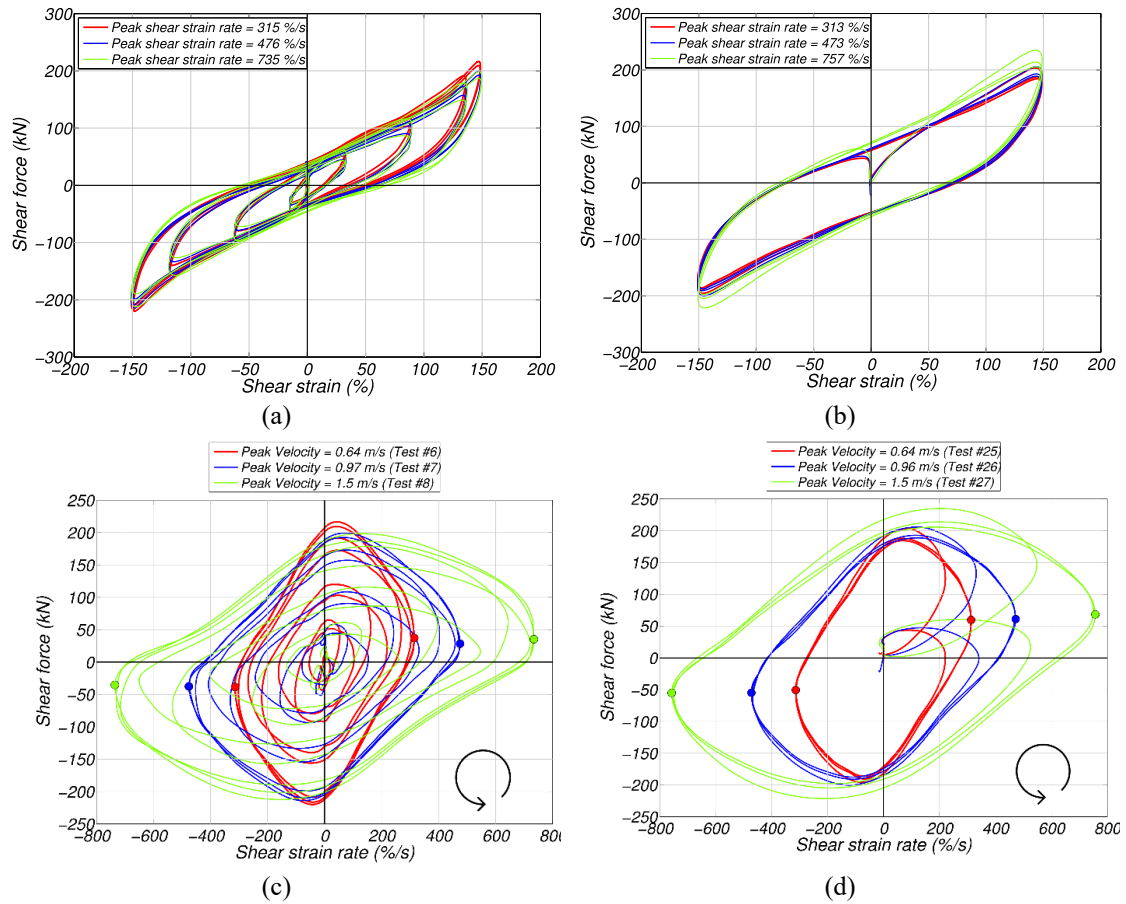 Peak shear strain rate = 315 %/s
Peak shear strain rate = 476 %/s
Peak shear strain rate = 735 %/s
300
200
100
0
−100
−200
−300
Shear force (kN)
−200 −150 −100 −50 0 50 100 150 200
Shear strain (%)
(a)
Peak shear strain rate = 313 %/s
Peak shear strain rate = 473 %/s
Peak shear strain rate = 757 %/s
300
200
100
0
−100
−200
−300
Shear force (kN)
−200 −150 −100 −50 0 50 100 150 200
Shear strain (%)
(b)
Peak Velocity = 0.64 m/s (Test #6)
Peak Velocity = 0.97 m/s (Test #7)
Peak Velocity = 1.5 m/s (Test #8)
250
200
150
100
50
0
−50
−100
−150
−200
−250
Shear force (kN)
−800 −600 −400 −200 0 200 400 600 80
Shear strain rate (%/s)
(c)
Peak Velocity = 0.64 m/s (Test #25)
Peak Velocity = 0.96 m/s (Test #26)
Peak Velocity = 1.5 m/s (Test #27)
250
200
150
100
50
0
−50
−100
−150
−200
−250
Shear force (kN)
−800 −600 −400 −200 0 200 400 600 800
Shear strain rate (%/s)
(d)